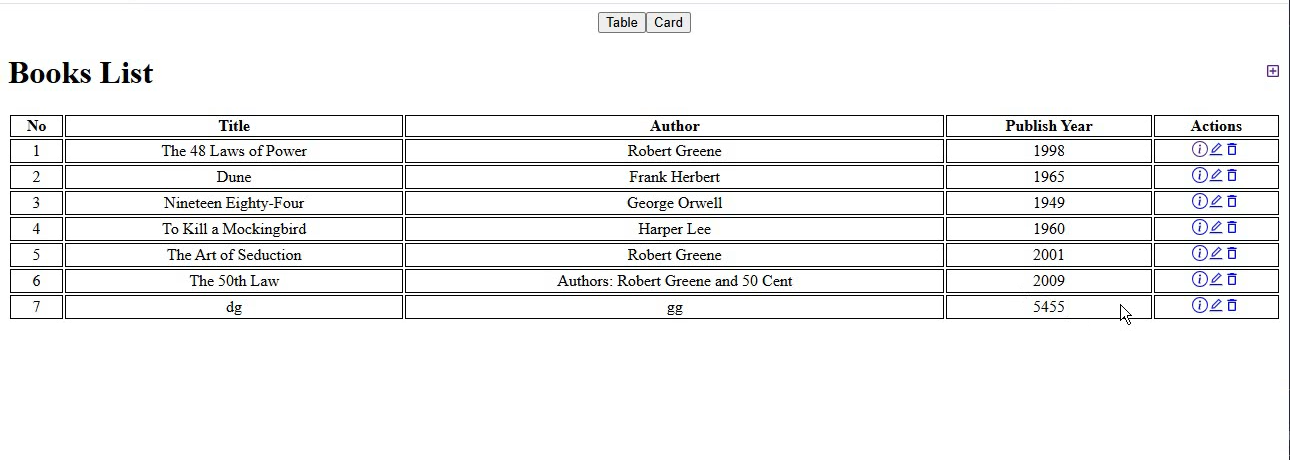 Table Card
Books List
No Title Author Publish Year Actions
1 The 48 Laws of Power Robert Greene 1998
2 Dune Frank Herbert 1965
3 Nineteen Eighty-Four George Orwell 1949
4 To Kill a Mockingbird Harper Lee 1960
5 The Art of Seduction Robert Greene 2001
6 The 50th Law Authors: Robert Greene and 50 Cent 2009
7 dg gg 5455